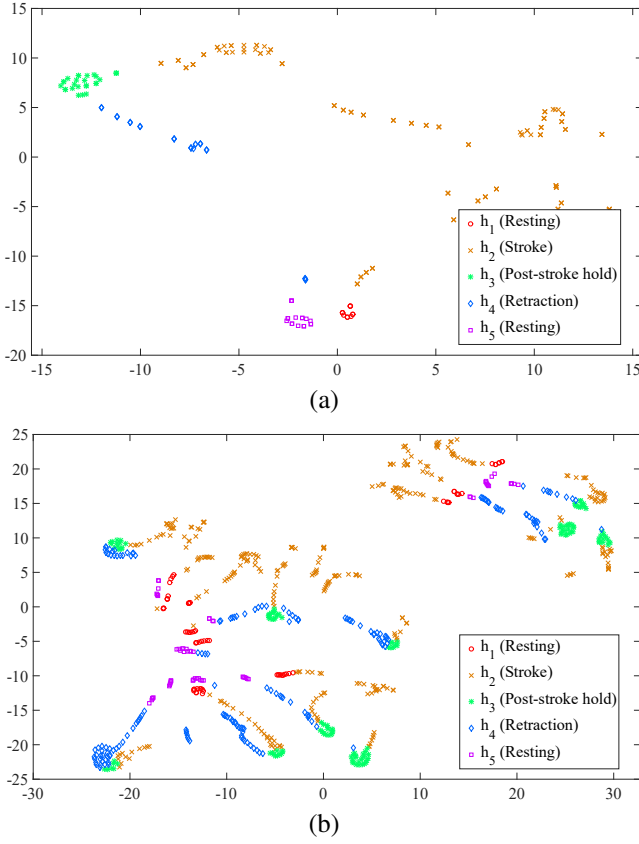 15
10
5
0
-5
-10
-15
-20
-15 -10 -5 0 5 10 15
h₁ (Resting)
h₂ (Stroke)
h₃ (Post-stroke hold)
h₄ (Retraction)
h₅ (Resting)
(a)
25
20
15
10
5
0
-5
-10
-15
-20
-25
-30 -20 -10 0 10 20 30
h₁ (Resting)
h₂ (Stroke)
h₃ (Post-stroke hold)
h₄ (Retraction)
h₅ (Resting)
(b)